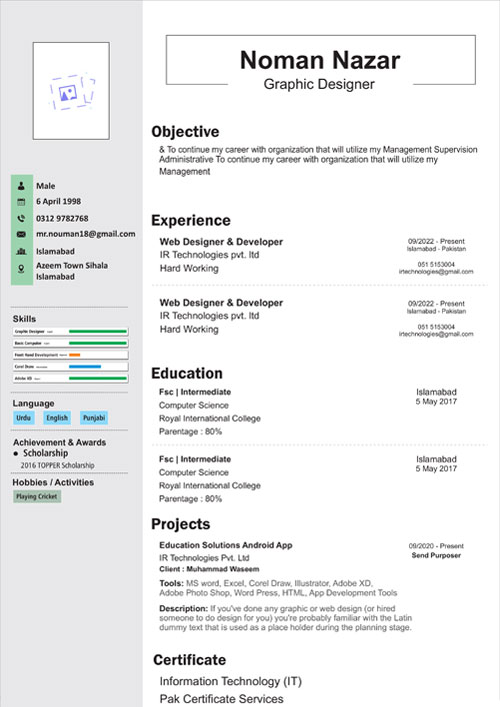 Noman Nazar
Graphic Designer
Male
6 April 1998
0312 9782768
mr.nouman18@gmail.com
Islamabad
Azeem Town Sihala
Islamabad
Skills
Graphic Designer
Basic Computer
Front Hand Development
Corel Draw
Adobe XD
Language
Urdu English Punjabi
Achievement & Awards
Scholarship
2016 TOPPER Scholarship
Hobbies / Activities
Playing Cricket
Objective
& To continue my career with organization that will utilize my Management Supervision
Administrative To continue my career with organization that will utilize my
Management
Experience
Web Designer & Developer
IR Technologies pvt. ltd
Hard Working
09/2022 - Present
Islamabad - Pakistan
051 5153004
irtechnologies@gmail.com
Web Designer & Developer
IR Technologies pvt. ltd
Hard Working
09/2022 - Present
Islamabad - Pakistan
051 5153004
irtechnologies@gmail.com
Education
Fsc | Intermediate
Computer Science
Royal International College
Parentage : 80%
Islamabad
5 May 2017
Fsc | Intermediate
Computer Science
Royal International College
Parentage : 80%
Islamabad
5 May 2017
Projects
Education Solutions Android App
IR Technologies Pvt. Ltd
Client : Muhammad Waseem
09/2020 - Present
Send Purposer
Tools: MS word, Excel, Corel Draw, Illustrator, Adobe XD,
Adobe Photo Shop, Word Press, HTML, App Development Tools
Description: If you've done any graphic or web design (or hired
someone to do design for you) you're probably familiar with the Latin
dummy text that is used as a place holder during the planning stage.
Certificate
Information Technology (IT)
Pak Certificate Services